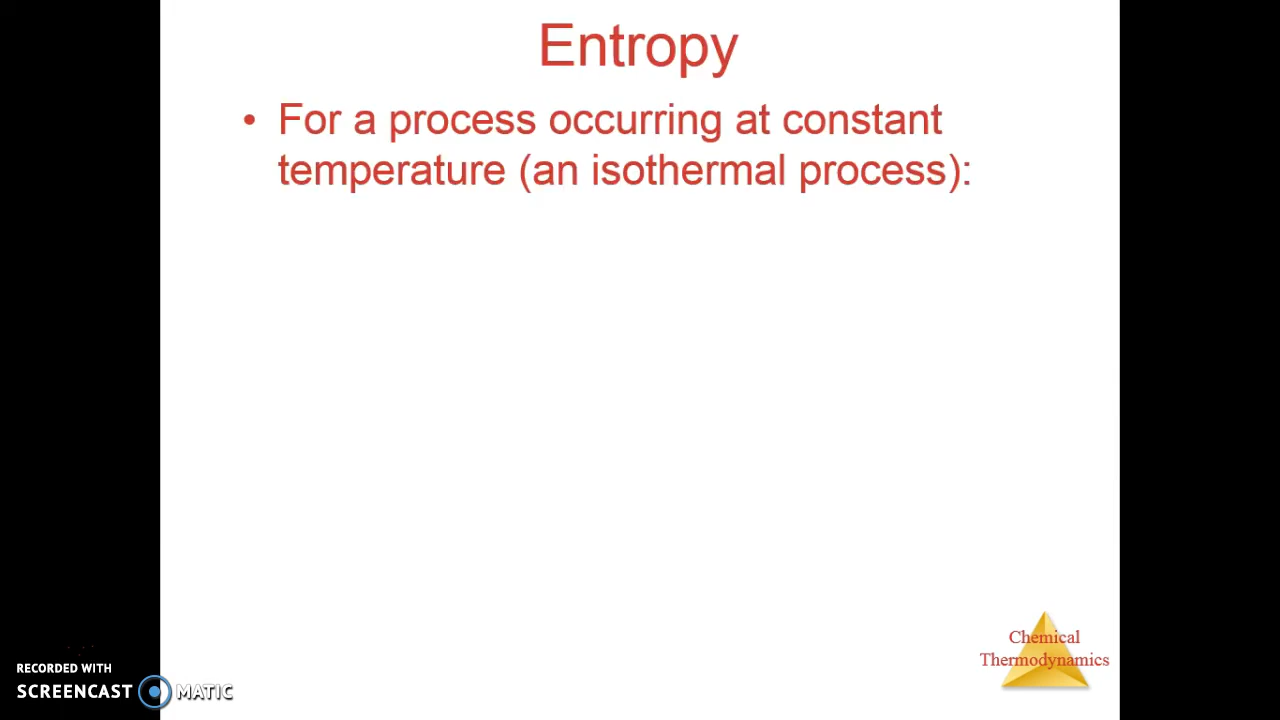 Entropy
• For a process occurring at constant
temperature (an isothermal process):
Chemical
Thermodynamics
RECORDED WITH
SCREENCAST MATIC